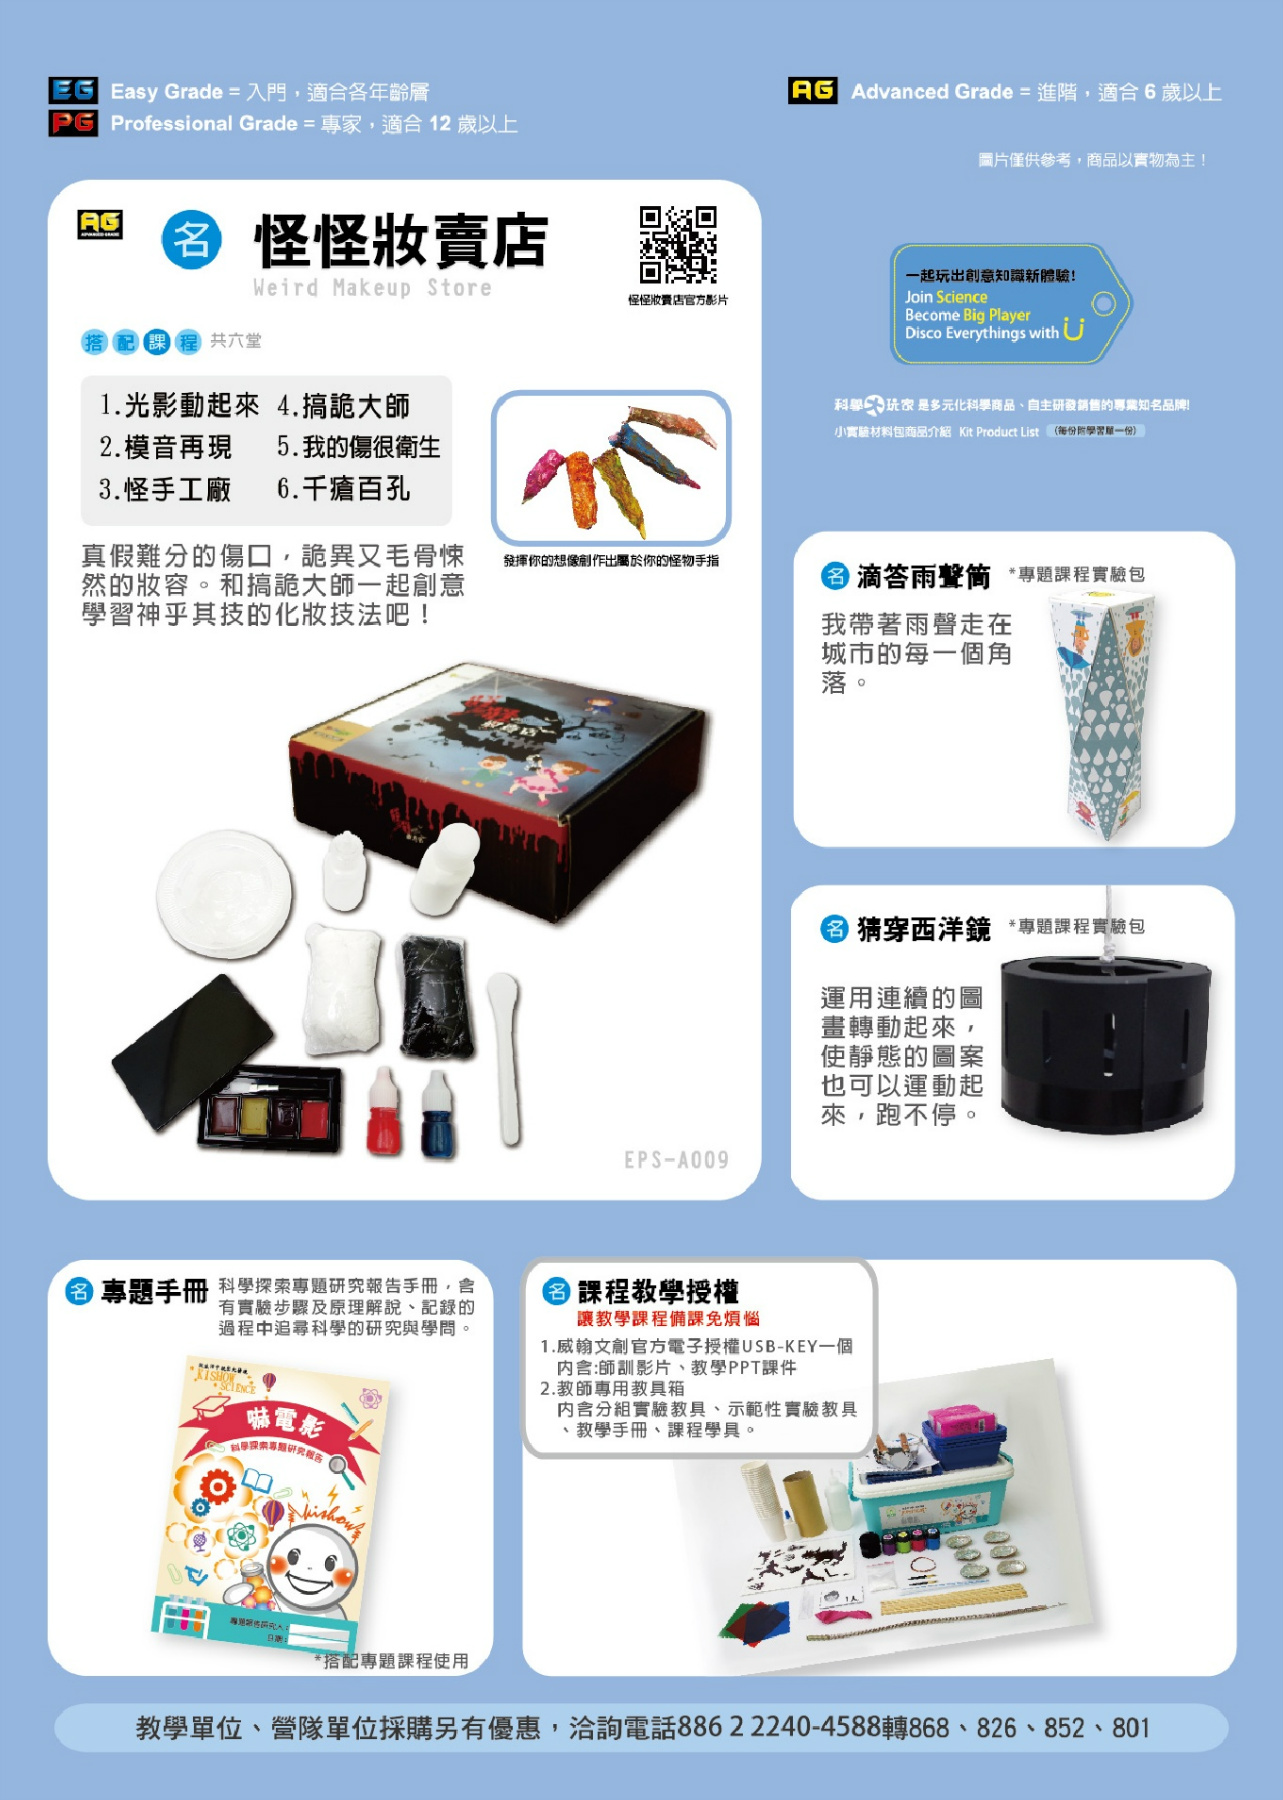 EG Easy Grade = 入門，適合各年齡層
PG Professional Grade = 專家，適合 12 歲以上
AG Advanced Grade = 進階，適合 6 歲以上
圖片僅供參考，商品以實物為主！
AG
ADVANCED GRADE
名 怪怪妝賣店
Weird Makeup Store
怪怪妝賣店官方影片
搭配課程 共六堂
1.光影動起來 4.搞詭大師
2.模音再現 5.我的傷很衛生
3.怪手工廠 6.千瘡百孔
發揮你的想像創作出屬於你的怪物手指
真假難分的傷口，詭異又毛骨悚
然的妝容。和搞詭大師一起創意
學習神乎其技的化妝技法吧！
EPS-A009
一起玩出創意知識新體驗!
Join Science
Become Big Player
Disco Everythings with Ü
科學大玩家 是多元化科學商品、自主研發銷售的專業知名品牌!
小實驗材料包商品介紹 Kit Product List （每份附學習單一份）
名 滴答雨聲筒 *專題課程實驗包
我帶著雨聲走在
城市的每一個角
落。
名 猜穿西洋鏡 *專題課程實驗包
運用連續的圖
畫轉動起來，
使靜態的圖案
也可以運動起
來，跑不停。
名 專題手冊 科學探索專題研究報告手冊，含
有實驗步驟及原理解說、記錄的
過程中追尋科學的研究與學問。
KISHOW
SCIENCE
嚇電影
科學探索專題研究報告
kishow
專題報告研究人：
日期：
*搭配專題課程使用
名 課程教學授權
讓教學課程備課免煩惱
1.威翰文創官方電子授權USB-KEY一個
內含:師訓影片、教學PPT課件
2.教師專用教具箱
內含分組實驗教具、示範性實驗教具
、教學手冊、課程學具。
教學單位、營隊單位採購另有優惠，洽詢電話886 2 2240-4588轉868、826、852、801